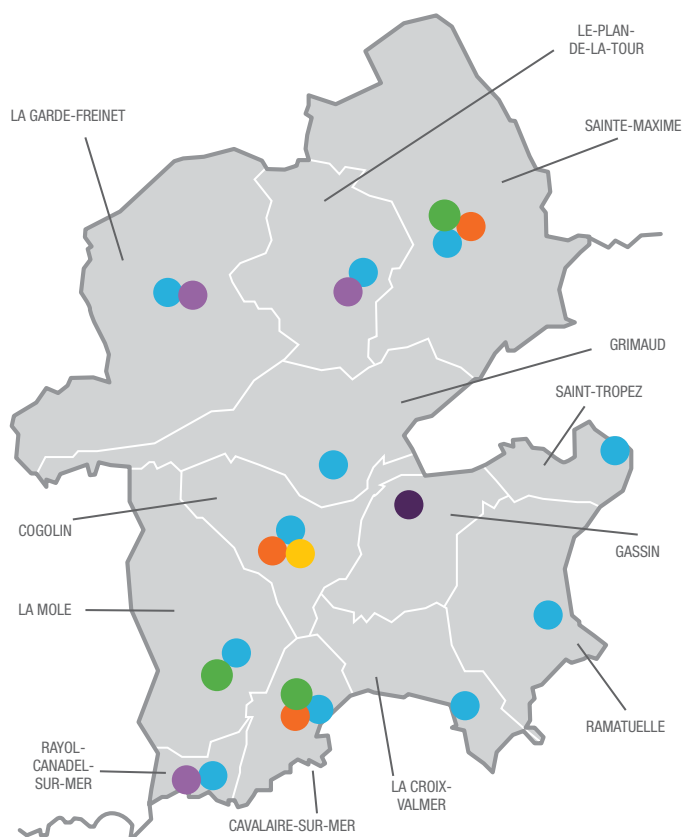 LE-PLAN-
DE-LA-TOUR
LA GARDE-FREINET
SAINTE-MAXIME
GRIMAUD
SAINT-TROPEZ
COGOLIN
GASSIN
LA MOLE
RAMATUELLE
RAYOL-
CANADEL-
SUR-MER
LA CROIX-
VALMER
CAVALAIRE-SUR-MER